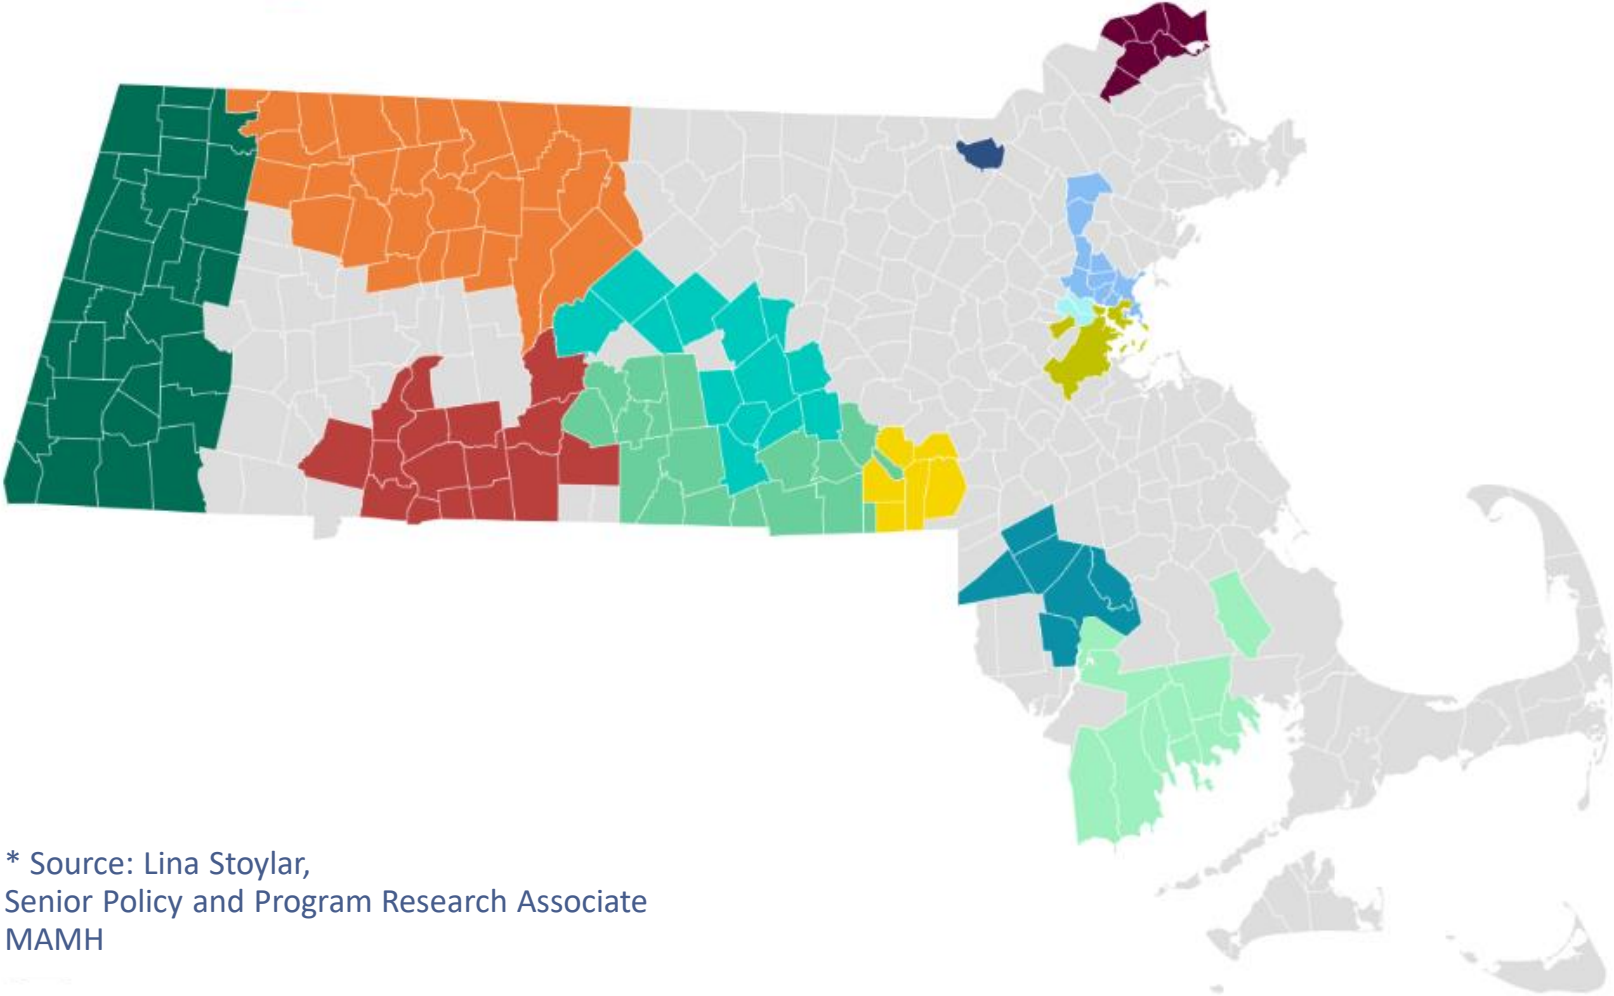 * Source: Lina Stoylar,
Senior Policy and Program Research Associate
MAMH